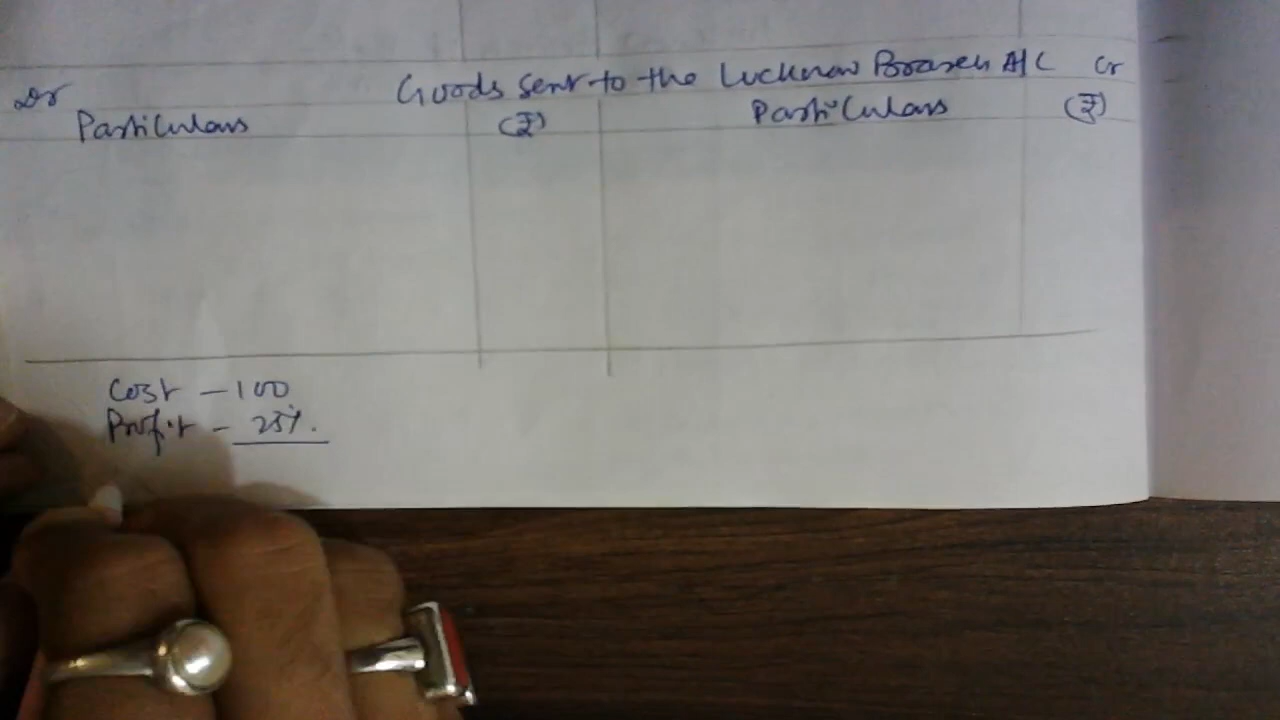 Dr Goods Sent to the Lucknow Branch A/C Cr
Particulars (₹) Particulars (₹)
Cost – 100
Profit – 25%.